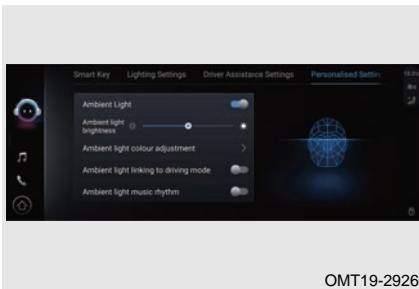 Smart Key Lighting Settings Driver Assistance Settings Personalised Settin
Ambient Light
Ambient light
brightness
Ambient light colour adjustment
Ambient light linking to driving mode
Ambient light music rhythm
OMT19-2926